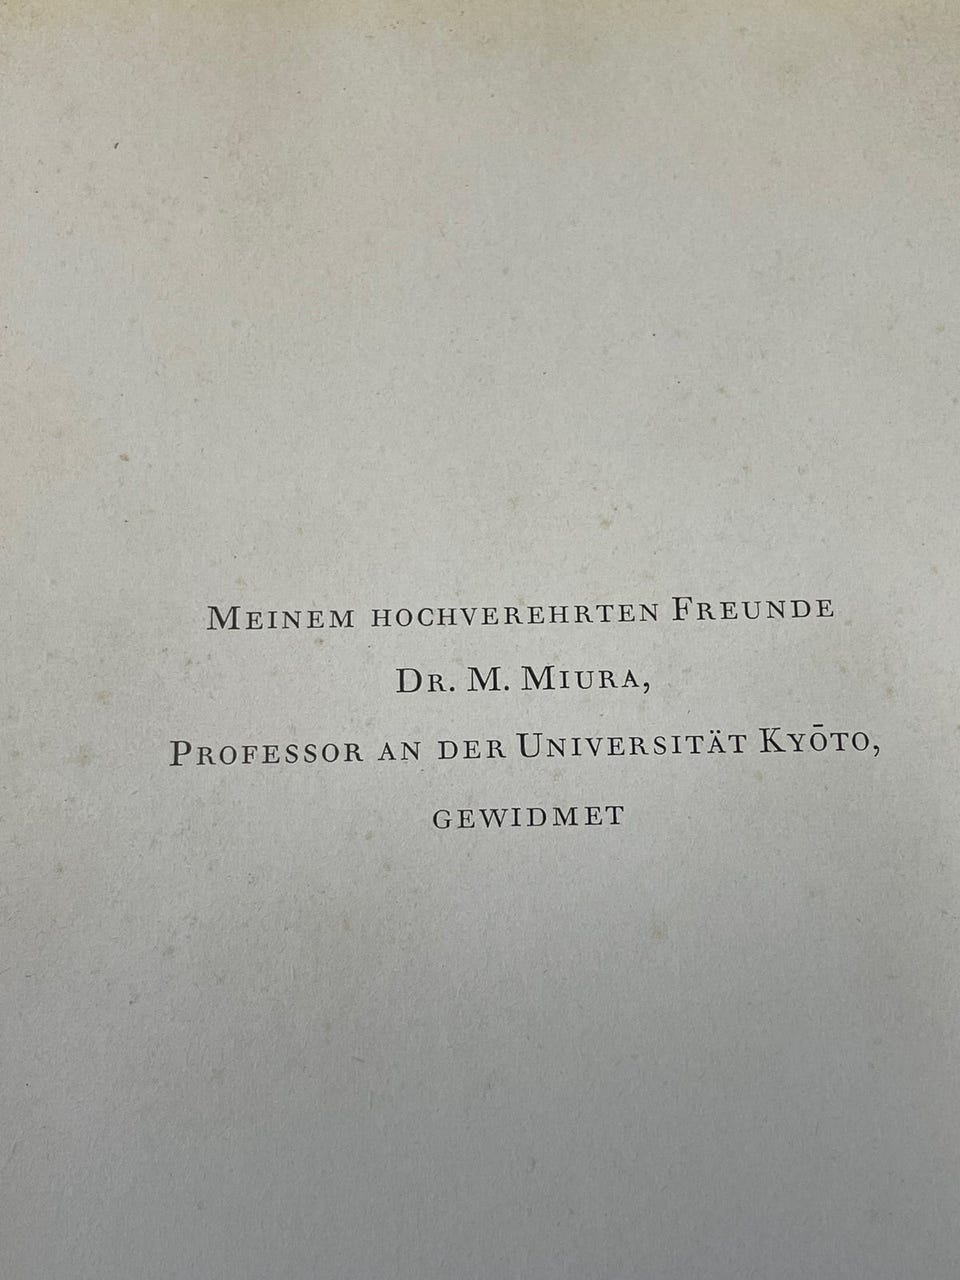 Meinem hochverehrten Freunde
Dr. M. Miura,
Professor an der Universität Kyōto,
gewidmet